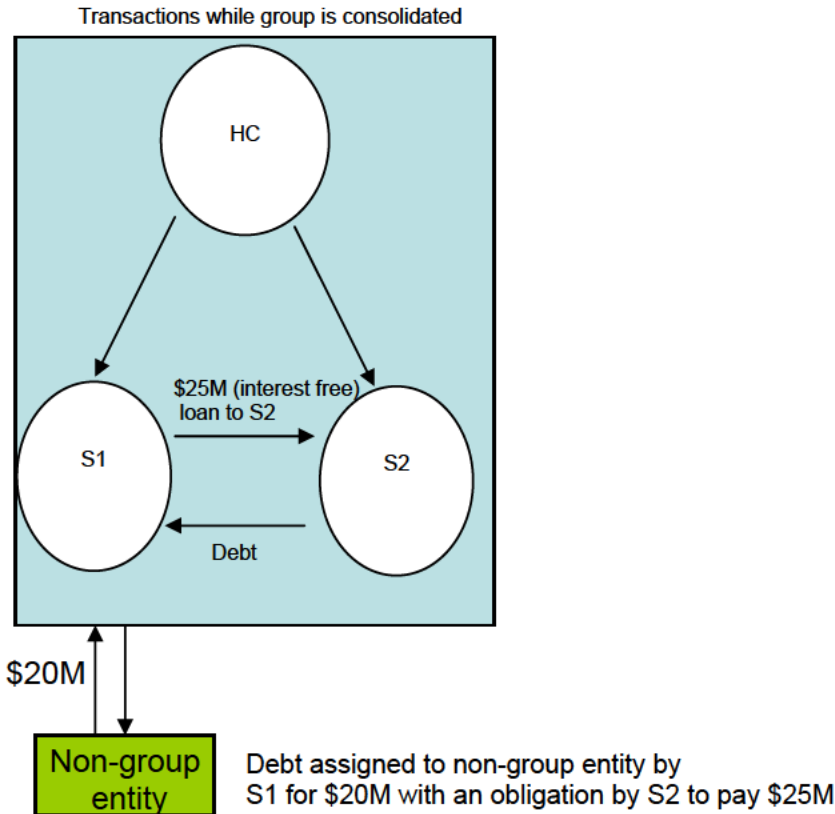 Transactions while group is consolidated
HC
$25M (interest free)
loan to S2
S1
S2
Debt
$20M
Non-group
entity
Debt assigned to non-group entity by
S1 for $20M with an obligation by S2 to pay $25M